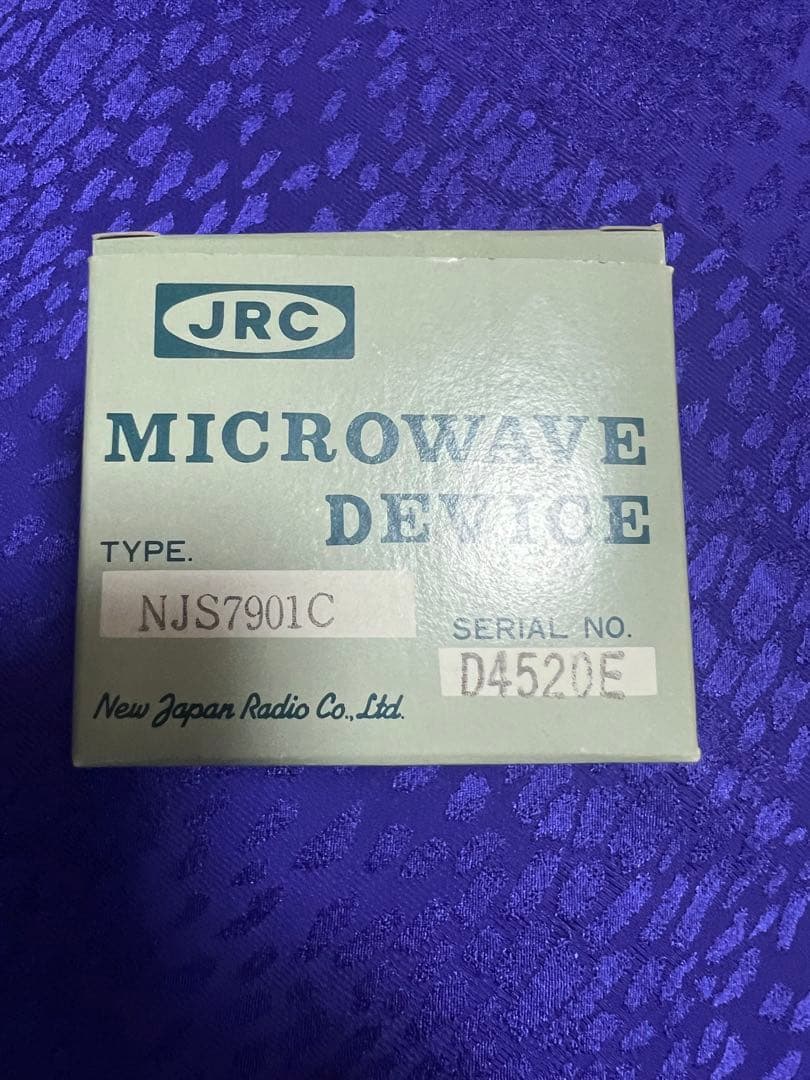 JRC
MICROWAVE
DEVICE
TYPE.
NJS7901C
SERIAL NO.
D4520E
New Japan Radio Co., Ltd.